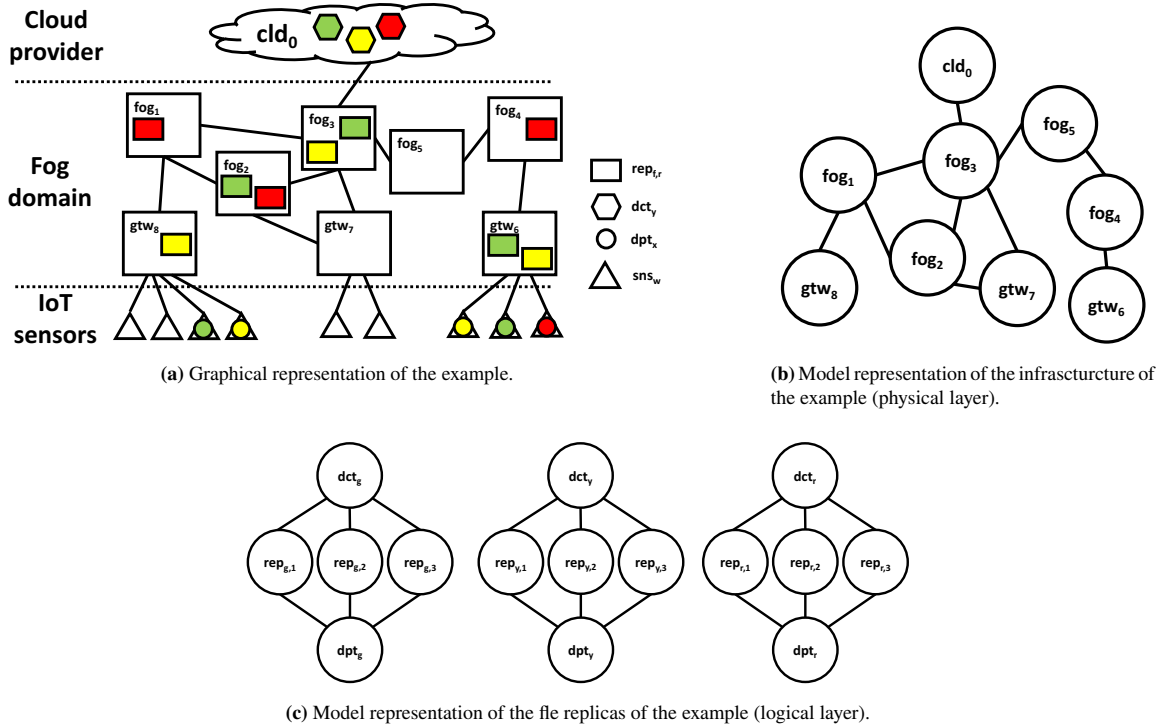 Cloud
provider
cld0
Fog
domain
fog1
fog3
fog4
fog5
fog2
gtw8
gtw7
gtw6
IoT
sensors
repf,r
dcty
dptx
snsw
(a) Graphical representation of the example.
cld0
fog5
fog3
fog1
fog4
fog2
gtw8
gtw7
gtw6
(b) Model representation of the infrascturcture of
the example (physical layer).
dctg
dcty
dctr
repg,1 repg,2 repg,3
repy,1 repy,2 repy,3
repr,1 repr,2 repr,3
dptg
dpty
dptr
(c) Model representation of the fle replicas of the example (logical layer).